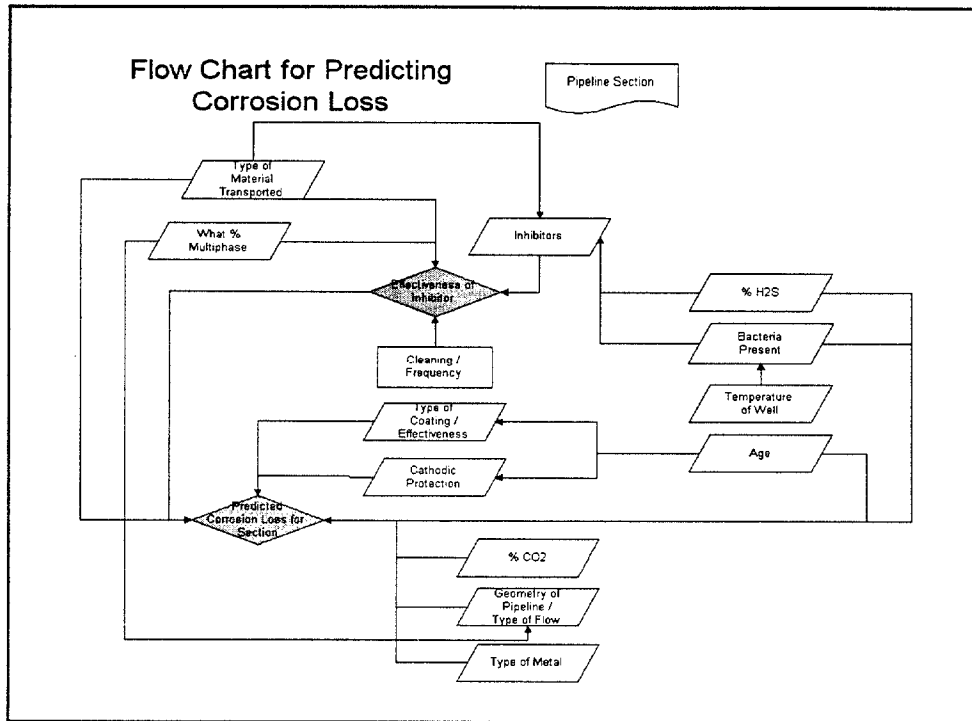 Flow Chart for Predicting
Corrosion Loss
Pipeline Section
Type of
Material
Transported
What %
Multiphase
Inhibitors
Effectiveness of
Inhibitor
% H2S
Bacteria
Present
Cleaning /
Frequency
Temperature
of Well
Type of
Coating /
Effectiveness
Age
Cathodic
Protection
Predicted
Corrosion Loss for
Section
% CO2
Geometry of
Pipeline /
Type of Flow
Type of Metal